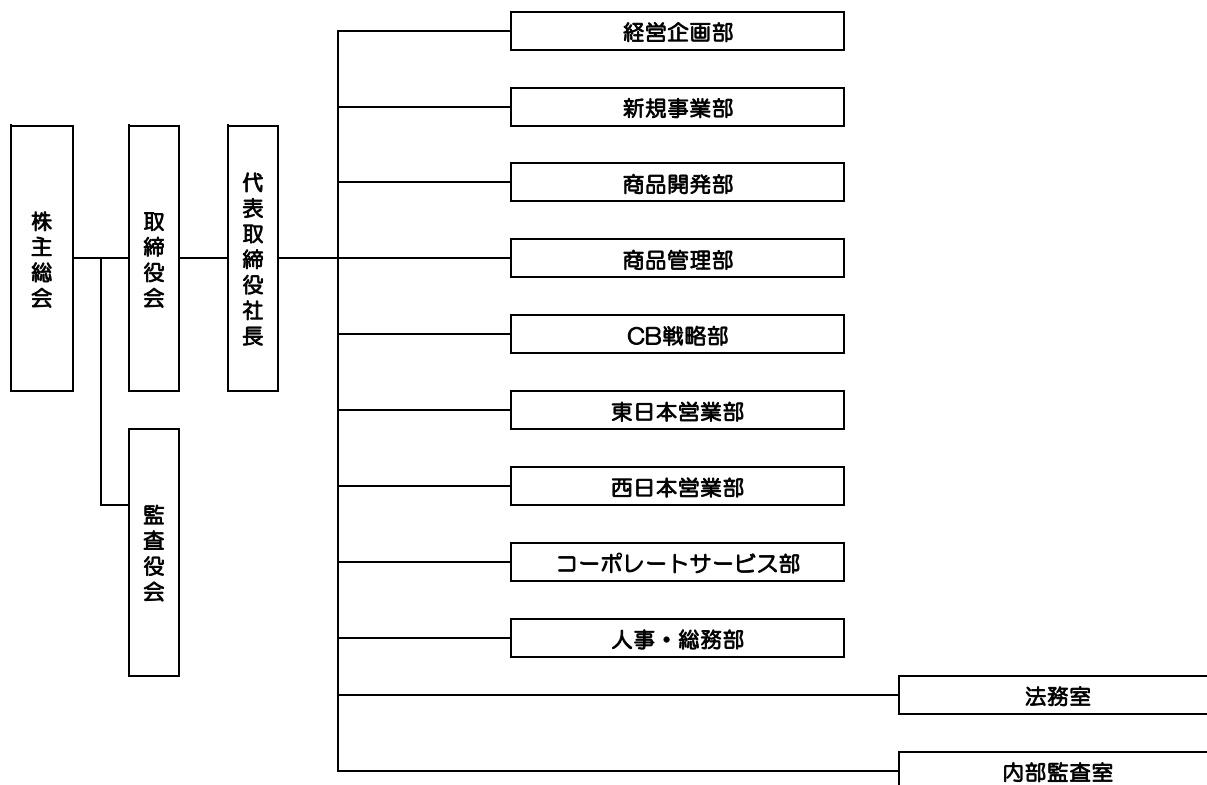 株主総会
取締役会
監査役会
代表取締役社長
経営企画部
新規事業部
商品開発部
商品管理部
CB戦略部
東日本営業部
西日本営業部
コーポレートサービス部
人事・総務部
法務室
内部監査室